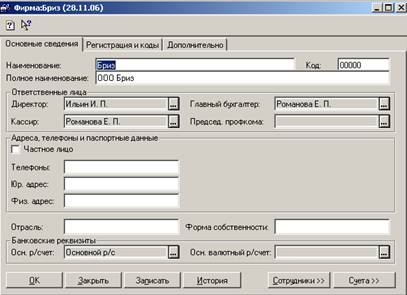 Фирма:Бриз (28.11.06)
Основные сведения Регистрация и коды Дополнительно
Наименование: Бриз Код: 00000
Полное наименование: ООО Бриз
Ответственные лица
Директор: Ильин И. П. ... Главный бухгалтер: Романова Е. П. ...
Кассир: Романова Е. П. ... Председ. профкома: ...
Адреса, телефоны и паспортные данные
Частное лицо
Телефоны:
Юр. адрес:
Физ. адрес:
Отрасль: Форма собственности:
Банковские реквизиты
Осн. р/счет: Основной р/с ... Осн. валютный р/счет: ...
OK Закрыть Записать История Сотрудники >> Счета >>